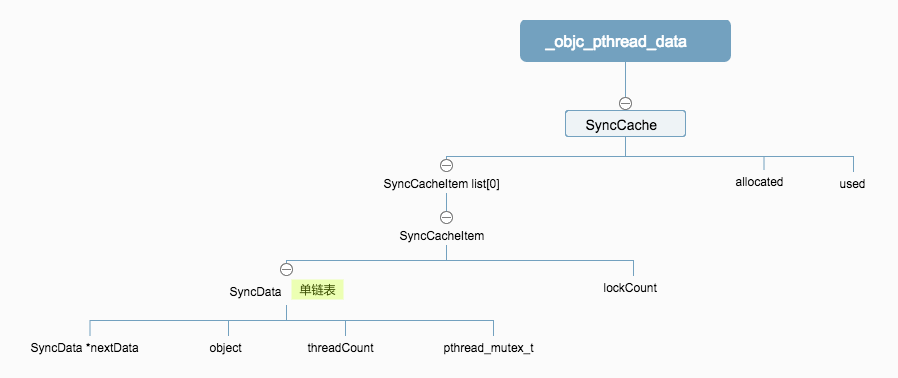 _objc_pthread_data
SyncCache
SyncCacheItem list[0]
allocated
used
SyncCacheItem
SyncData
单链表
lockCount
SyncData *nextData
object
threadCount
pthread_mutex_t